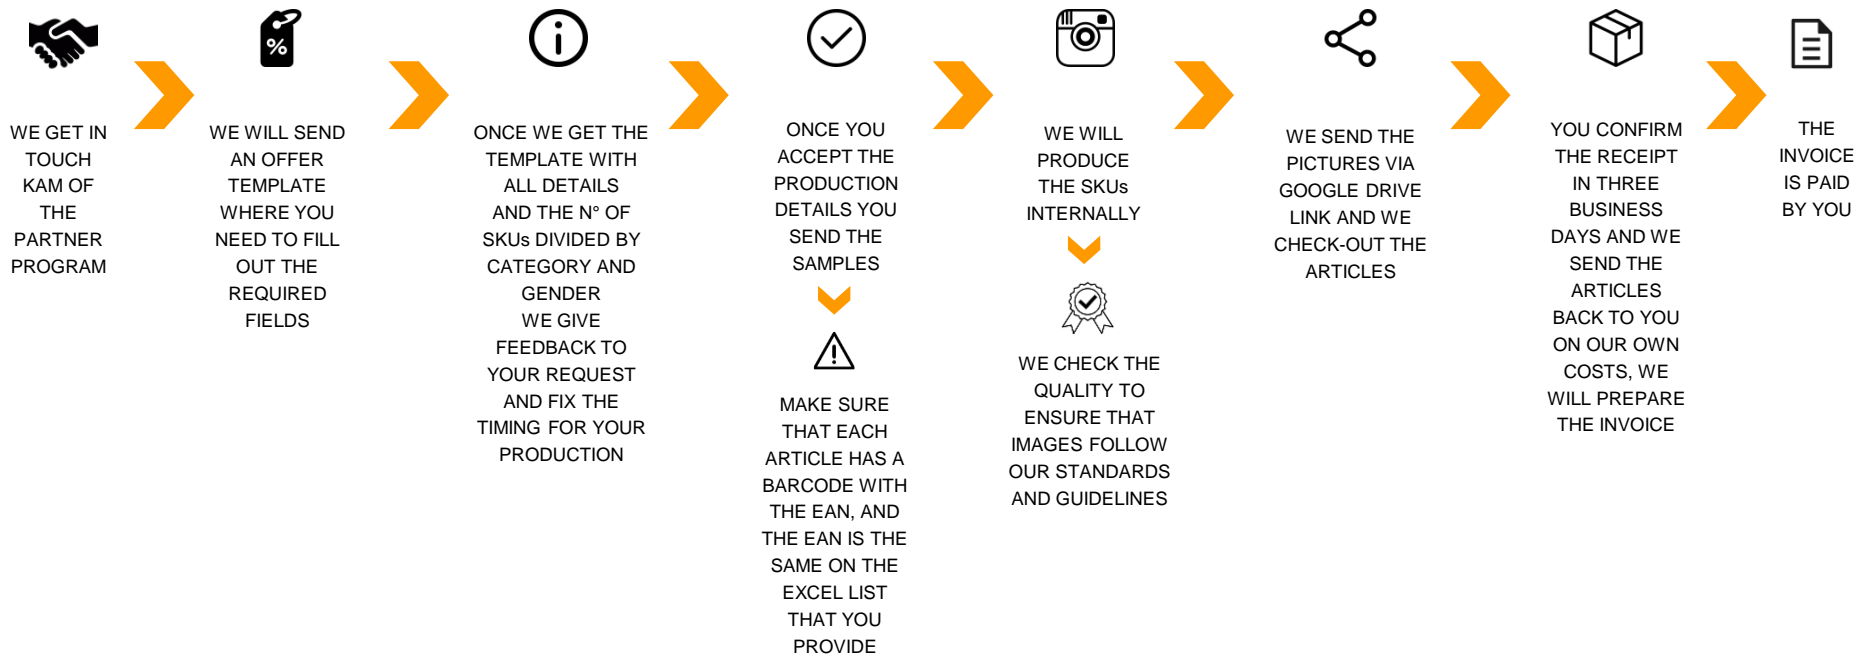 %
WE GET IN
TOUCH
KAM OF
THE
PARTNER
PROGRAM
WE WILL SEND
AN OFFER
TEMPLATE
WHERE YOU
NEED TO FILL
OUT THE
REQUIRED
FIELDS
ONCE WE GET THE
TEMPLATE WITH
ALL DETAILS
AND THE N° OF
SKUs DIVIDED BY
CATEGORY AND
GENDER
WE GIVE
FEEDBACK TO
YOUR REQUEST
AND FIX THE
TIMING FOR YOUR
PRODUCTION
ONCE YOU
ACCEPT THE
PRODUCTION
DETAILS YOU
SEND THE
SAMPLES
MAKE SURE
THAT EACH
ARTICLE HAS A
BARCODE WITH
THE EAN, AND
THE EAN IS THE
SAME ON THE
EXCEL LIST
THAT YOU
PROVIDE
WE WILL
PRODUCE
THE SKUs
INTERNALLY
WE CHECK THE
QUALITY TO
ENSURE THAT
IMAGES FOLLOW
OUR STANDARDS
AND GUIDELINES
WE SEND THE
PICTURES VIA
GOOGLE DRIVE
LINK AND WE
CHECK-OUT THE
ARTICLES
YOU CONFIRM
THE RECEIPT
IN THREE
BUSINESS
DAYS AND WE
SEND THE
ARTICLES
BACK TO YOU
ON OUR OWN
COSTS, WE
WILL PREPARE
THE INVOICE
THE
INVOICE
IS PAID
BY YOU